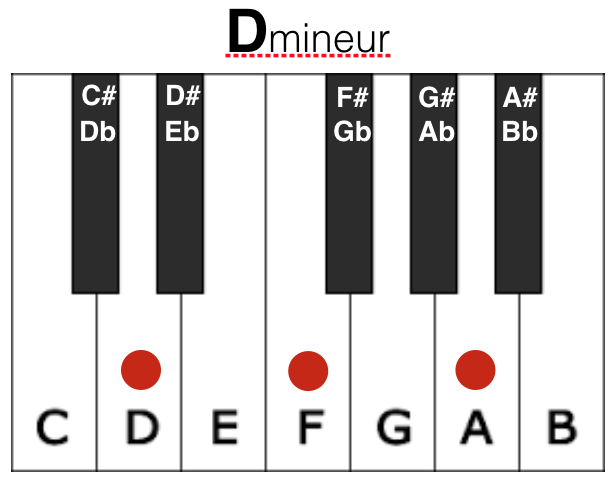 Dmineur
C# D# F# G# A#
Db Eb Gb Ab Bb
C D E F G A B